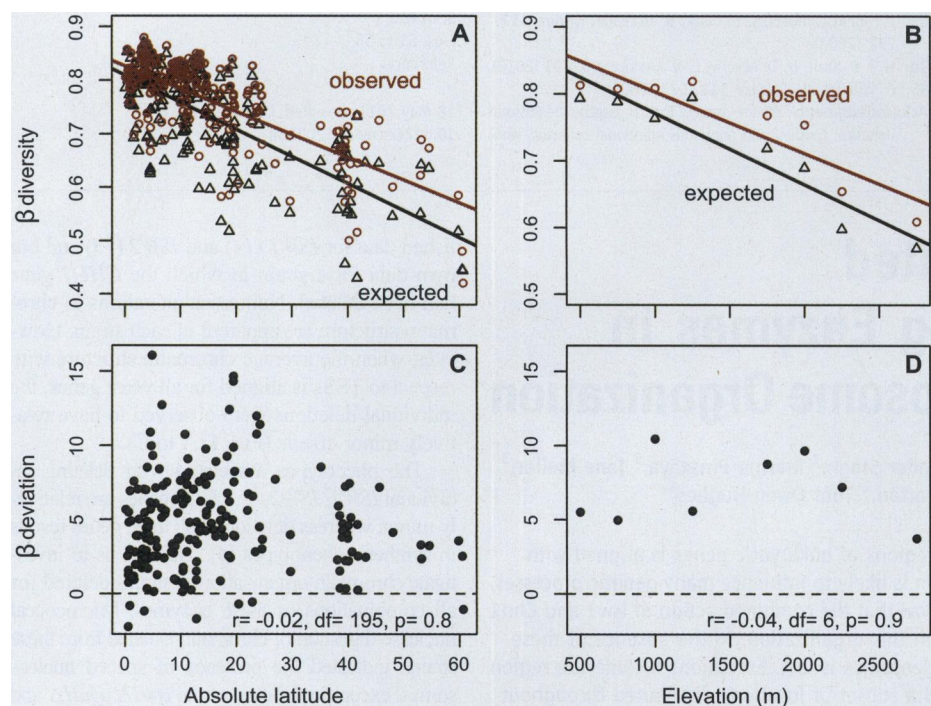 A
observed
expected
β diversity
0.9
0.8
0.7
0.6
0.5
0.4
B
observed
expected
0.9
0.8
0.7
0.6
0.5
C
β deviation
15
10
5
0
r= -0.02, df= 195, p= 0.8
10 20 30 40 50 60
Absolute latitude
D
15
10
5
0
r= -0.04, df= 6, p= 0.9
500 1000 1500 2000 2500
Elevation (m)